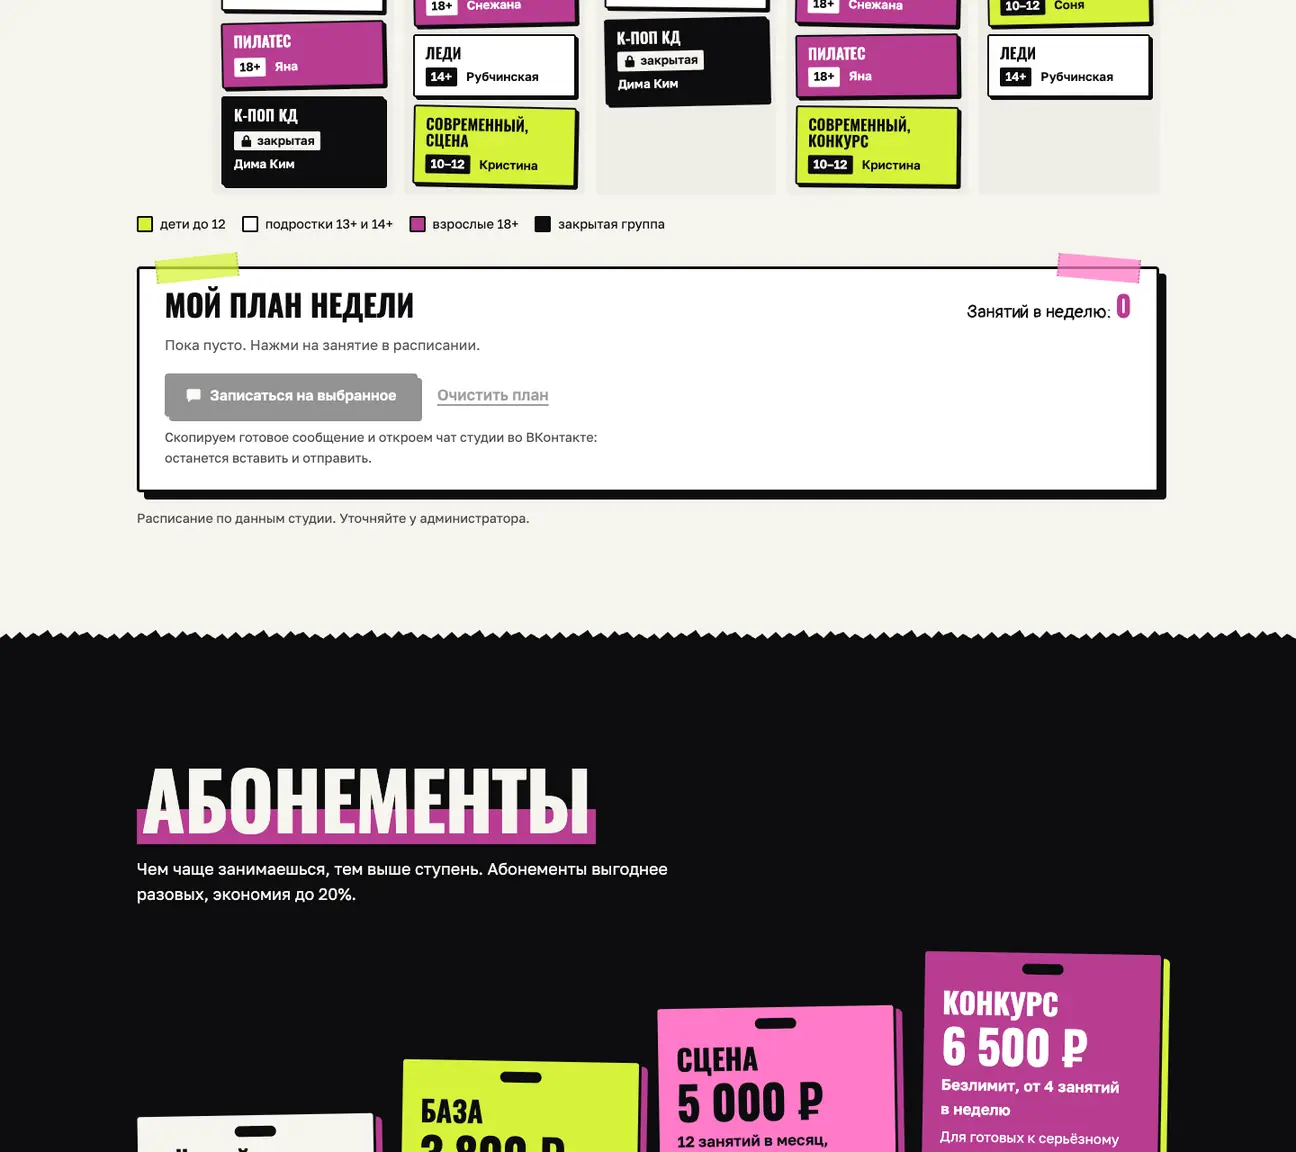 18+ Снежана
18+ Снежана
10–12 Соня
ПИЛАТЕС
18+ Яна
К-ПОП КД
закрытая
Дима Ким
ЛЕДИ
14+ Рубчинская
СОВРЕМЕННЫЙ,
СЦЕНА
10–12 Кристина
К-ПОП КД
закрытая
Дима Ким
ПИЛАТЕС
18+ Яна
СОВРЕМЕННЫЙ,
КОНКУРС
10–12 Кристина
ЛЕДИ
14+ Рубчинская
дети до 12 подростки 13+ и 14+ взрослые 18+ закрытая группа
МОЙ ПЛАН НЕДЕЛИ
Занятий в неделю: 0
Пока пусто. Нажми на занятие в расписании.
Записаться на выбранное Очистить план
Скопируем готовое сообщение и откроем чат студии во ВКонтакте:
останется вставить и отправить.
Расписание по данным студии. Уточняйте у администратора.
АБОНЕМЕНТЫ
Чем чаще занимаешься, тем выше ступень. Абонементы выгоднее
разовых, экономия до 20%.
БАЗА
СЦЕНА
5 000 ₽
12 занятий в месяц,
КОНКУРС
6 500 ₽
Безлимит, от 4 занятий
в неделю
Для готовых к серьёзному